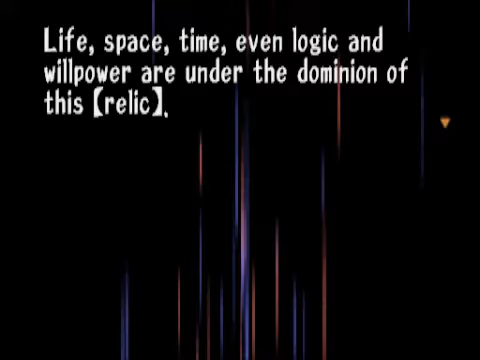 Life, space, time, even logic and
willpower are under the dominion of
this【relic】.